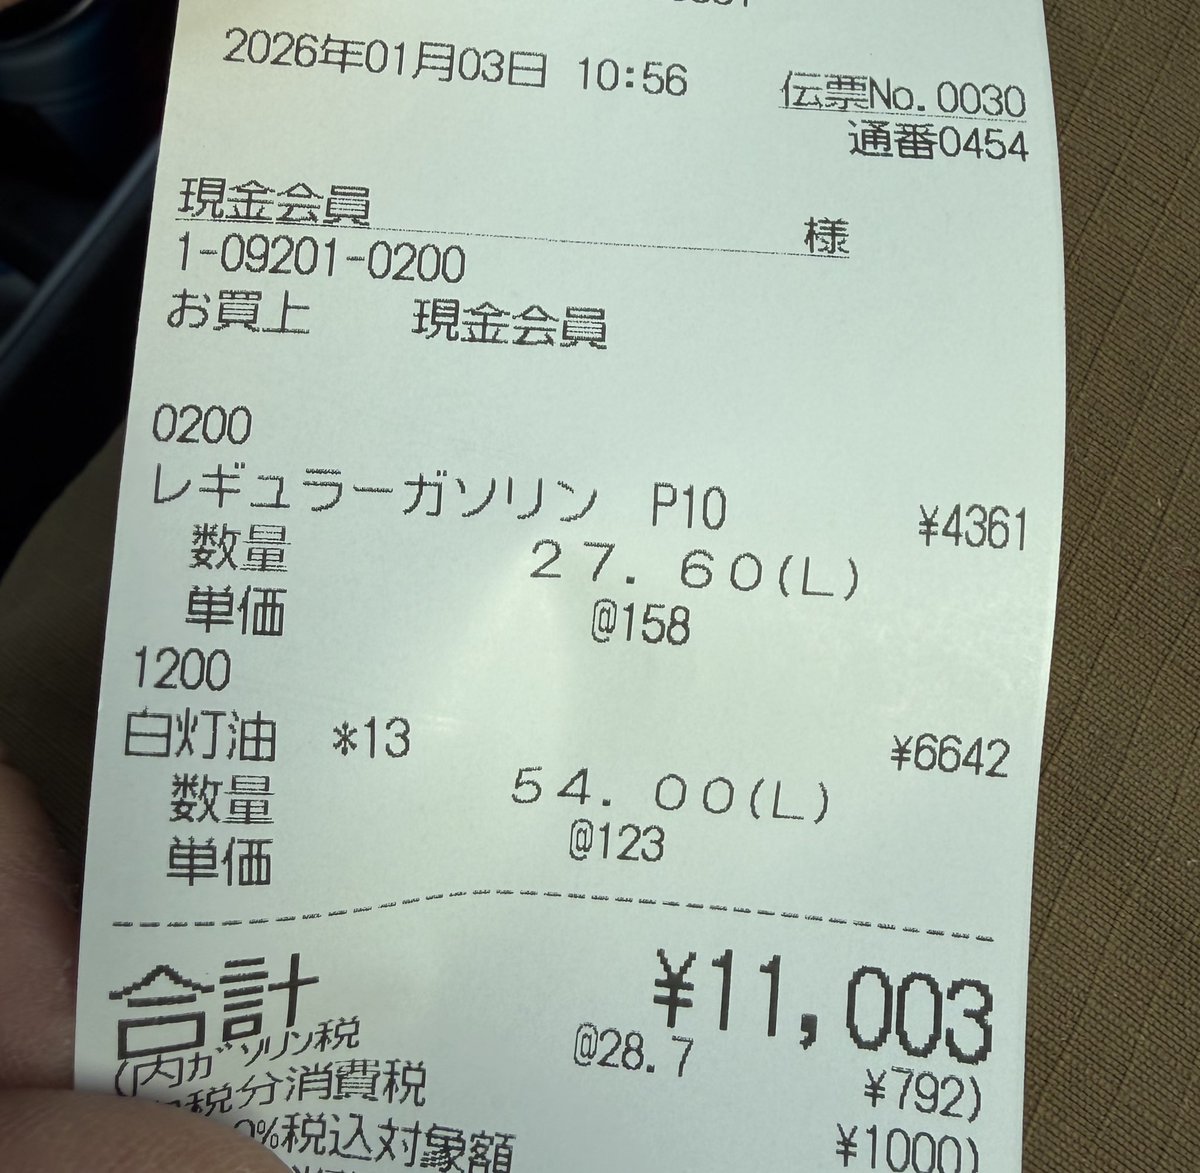 2026年01月03日 10:56 伝票No.0030
通番0454
現金会員 様
1-09201-0200
お買上 現金会員
0200
レギュラーガソリン P10 ¥4361
数量 27.60(L)
単価 @158
1200
白灯油 *13 ¥6642
数量 54.00(L)
単価 @123
合計 ¥11,003
(内ガソリン税 @28.7 ¥792)
税分消費税 ¥1000)
0%税込対象額